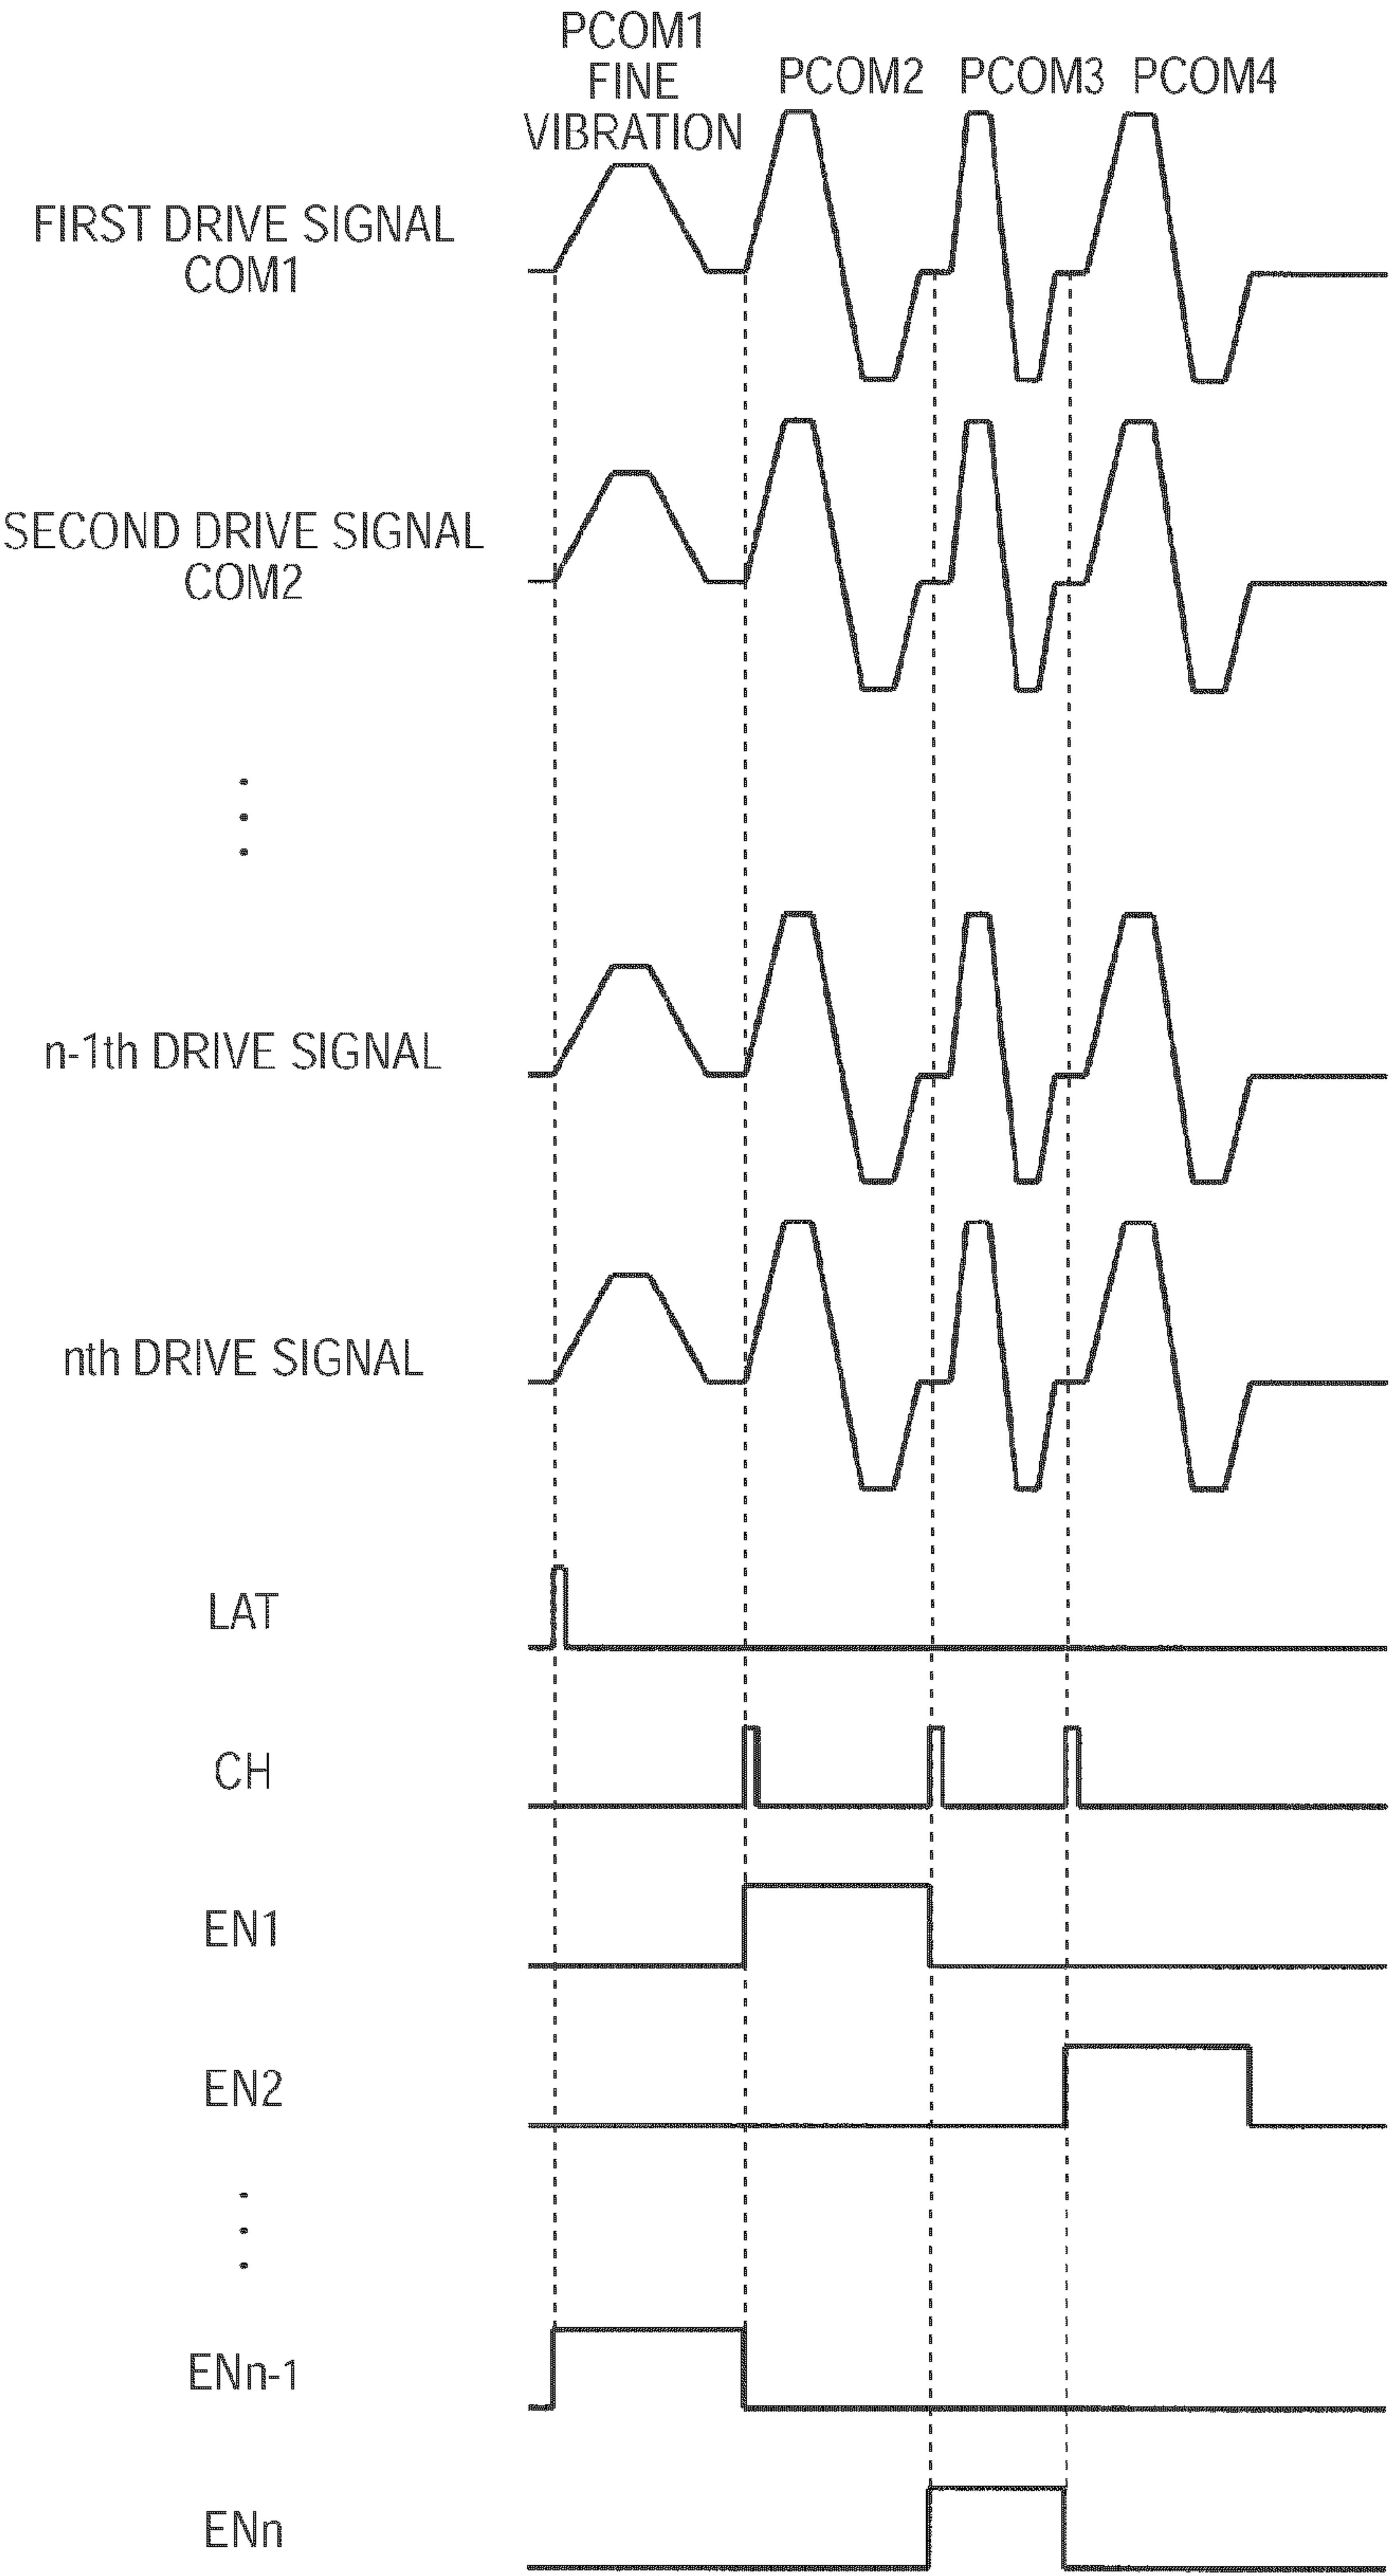 PCOM1
FINE
VIBRATION
PCOM2
PCOM3
PCOM4
FIRST DRIVE SIGNAL
COM1
SECOND DRIVE SIGNAL
COM2
n-1th DRIVE SIGNAL
nth DRIVE SIGNAL
LAT
CH
EN1
EN2
ENn-1
ENn